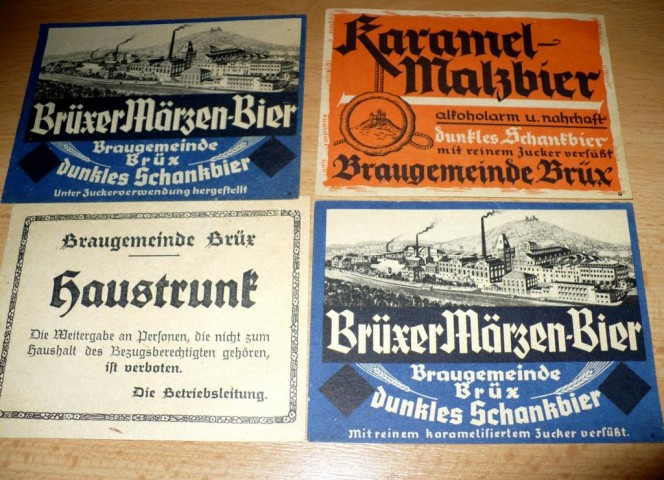 Brüxer Märzen-Bier
Braugemeinde
Brüx
dunkles Schankbier
Unter Zuckerverwendung hergestellt
Karamel-
Malzbier
alkoholarm u. nahrhaft
dunkles Schankbier
mit reinem Zucker versüßt
Braugemeinde Brüx
Braugemeinde Brüx
Haustrunk
Die Weitergabe an Personen, die nicht zum
Haushalt des Bezugsberechtigten gehören,
ist verboten.
Die Betriebsleitung.
Brüxer Märzen-Bier
Braugemeinde
Brüx
dunkles Schankbier
Mit reinem karamelisiertem Zucker versüßt.